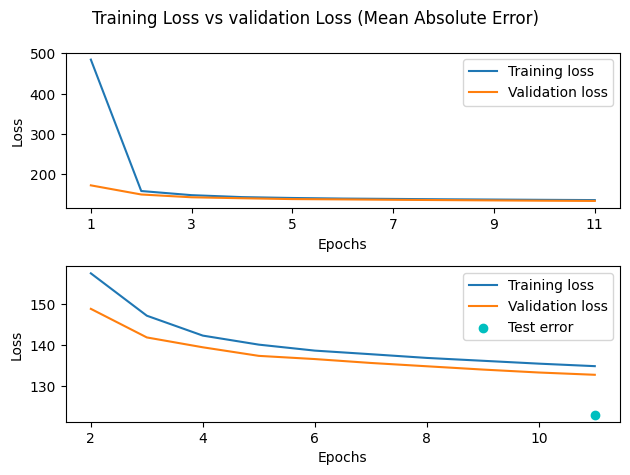 Training Loss vs validation Loss (Mean Absolute Error)
500
400
300
200
Loss
Training loss
Validation loss
1 3 5 7 9 11
Epochs
150
140
130
Loss
Training loss
Validation loss
Test error
2 4 6 8 10
Epochs